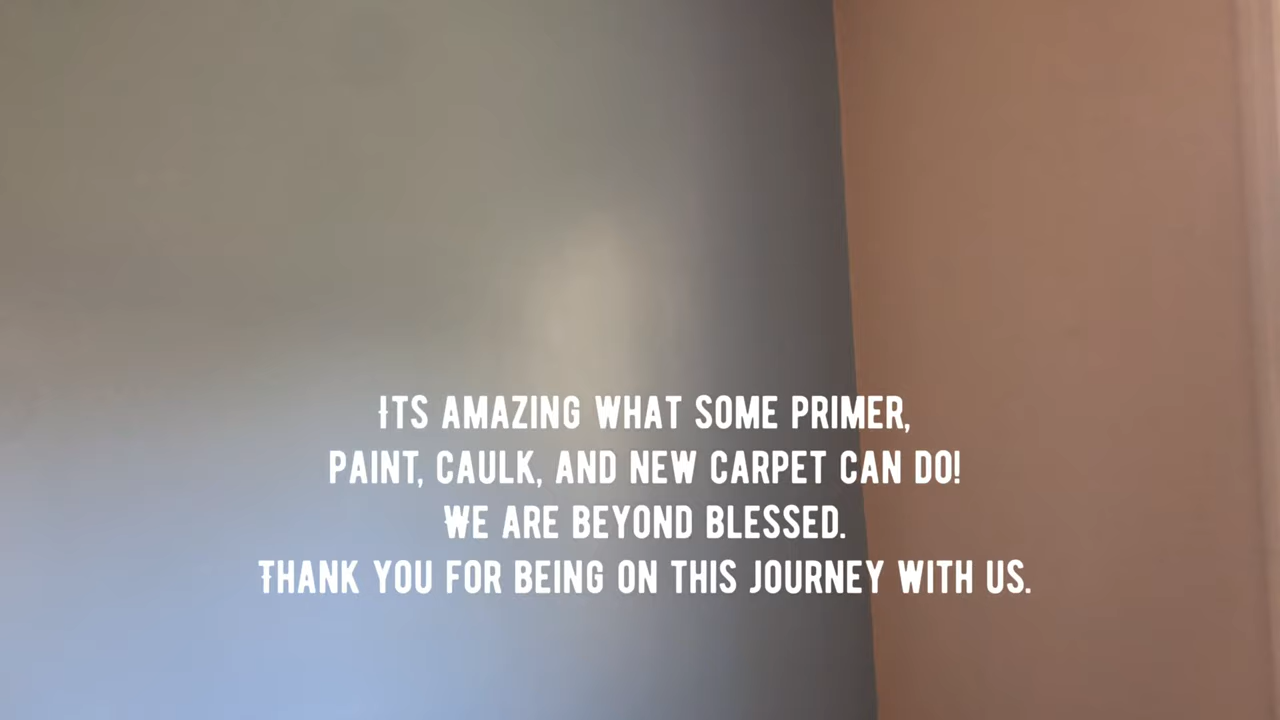 Its amazing what some primer,
paint, caulk, and new carpet can do!
We are beyond blessed.
Thank you for being on this journey with us.